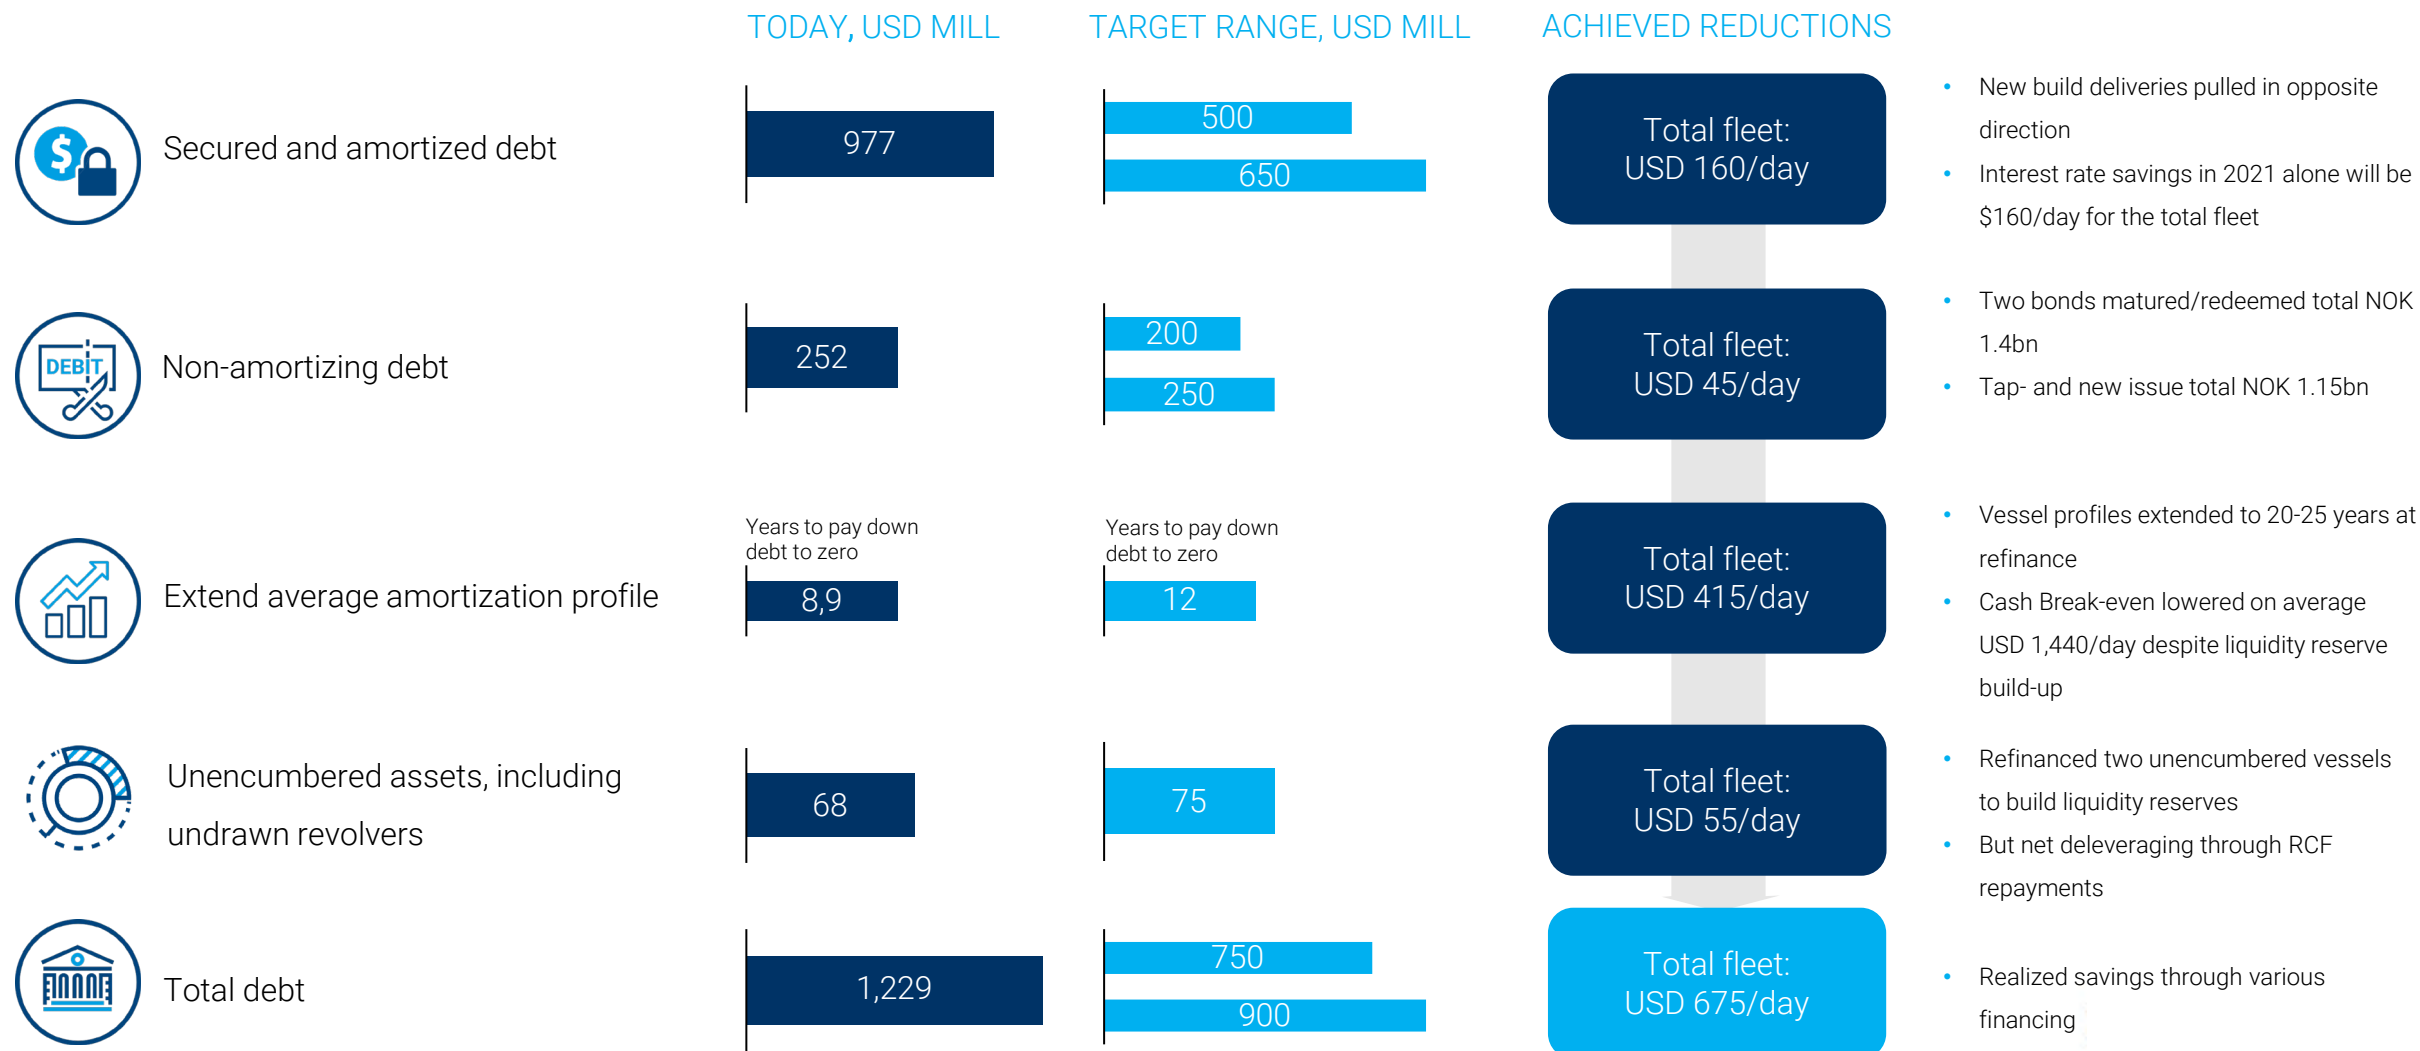 TODAY, USD MILL
TARGET RANGE, USD MILL
ACHIEVED REDUCTIONS
Secured and amortized debt
977
500
650
Total fleet:
USD 160/day
• New build deliveries pulled in opposite
direction
• Interest rate savings in 2021 alone will be
$160/day for the total fleet
DEBIT
Non-amortizing debt
252
200
250
Total fleet:
USD 45/day
• Two bonds matured/redeemed total NOK
1.4bn
• Tap- and new issue total NOK 1.15bn
Extend average amortization profile
Years to pay down
debt to zero
8,9
Years to pay down
debt to zero
12
Total fleet:
USD 415/day
• Vessel profiles extended to 20-25 years at
refinance
• Cash Break-even lowered on average
USD 1,440/day despite liquidity reserve
build-up
Unencumbered assets, including
undrawn revolvers
68
75
Total fleet:
USD 55/day
• Refinanced two unencumbered vessels
to build liquidity reserves
• But net deleveraging through RCF
repayments
Total debt
1,229
750
900
Total fleet:
USD 675/day
• Realized savings through various
financing